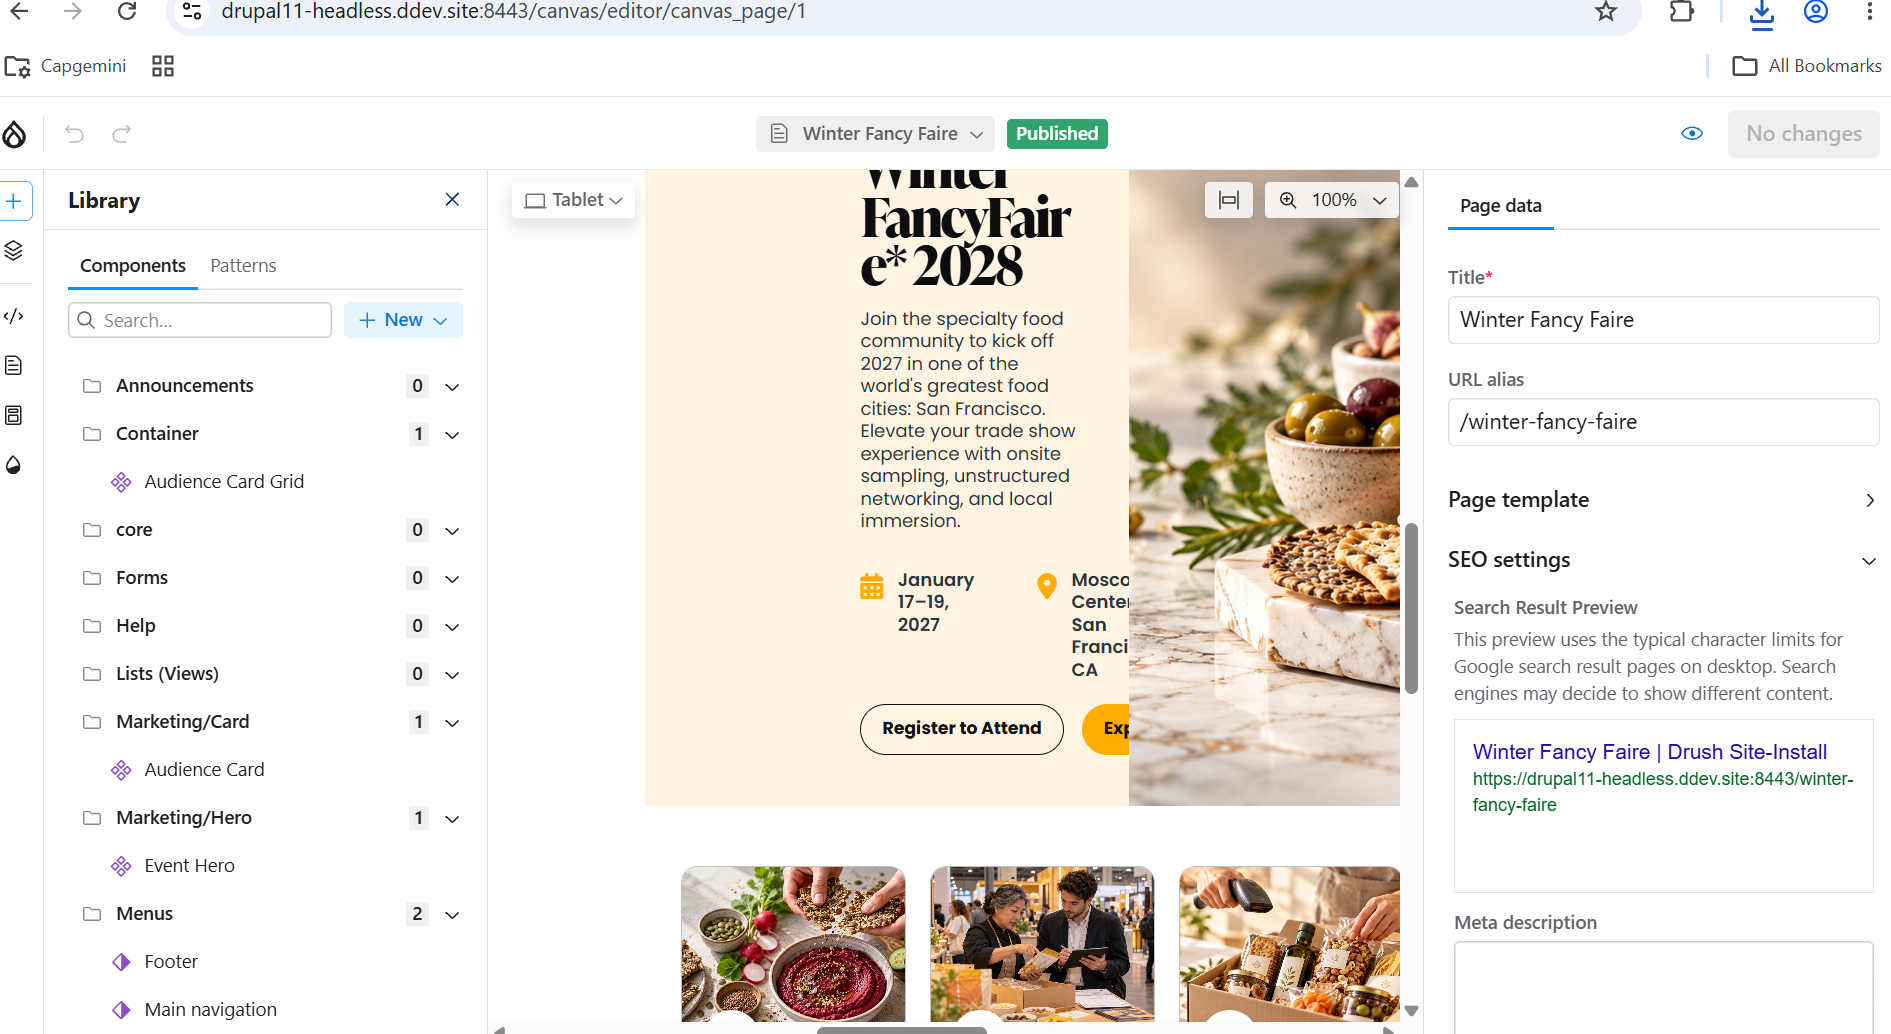 drupal11-headless.ddev.site:8443/canvas/editor/canvas_page/1
Capgemini
All Bookmarks
Winter Fancy Faire
Published
No changes
Library
Components
Patterns
Search...
New
Announcements 0
Container 1
Audience Card Grid
core 0
Forms 0
Help 0
Lists (Views) 0
Marketing/Card 1
Audience Card
Marketing/Hero 1
Event Hero
Menus 2
Footer
Main navigation
Tablet
100%
Winter
FancyFair
e* 2028
Join the specialty food
community to kick off
2027 in one of the
world's greatest food
cities: San Francisco.
Elevate your trade show
experience with onsite
sampling, unstructured
networking, and local
immersion.
January
17–19,
2027
Mosco
Center
San
Franci
CA
Register to Attend
Exp
Page data
Title*
Winter Fancy Faire
URL alias
/winter-fancy-faire
Page template
SEO settings
Search Result Preview
This preview uses the typical character limits for
Google search result pages on desktop. Search
engines may decide to show different content.
Winter Fancy Faire | Drush Site-Install
https://drupal11-headless.ddev.site:8443/winter-
fancy-faire
Meta description